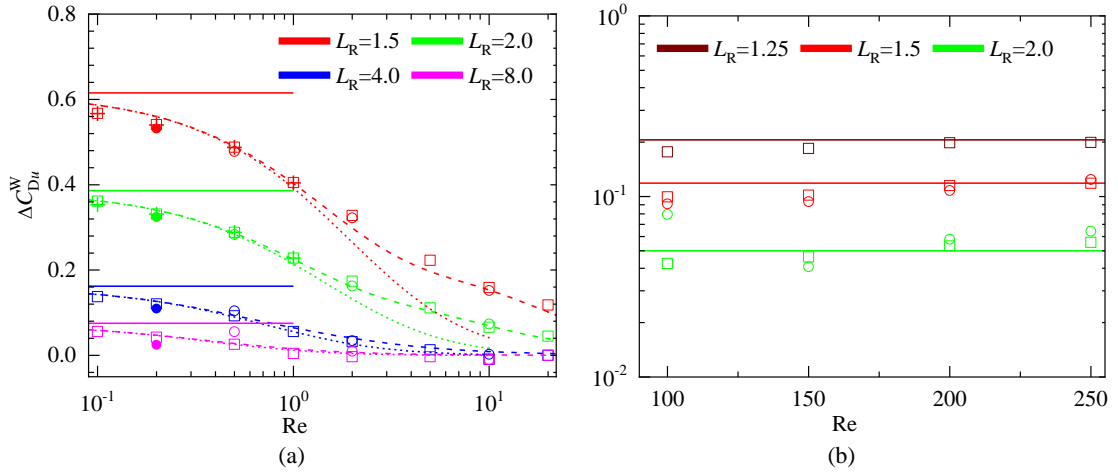 0.8
0.6
0.4
0.2
0.0
ΔC^W_Du
L_R=1.5
L_R=2.0
L_R=4.0
L_R=8.0
10^-1
10^0
10^1
Re
(a)
10^0
10^-1
10^-2
L_R=1.25
L_R=1.5
L_R=2.0
100
150
200
250
Re
(b)